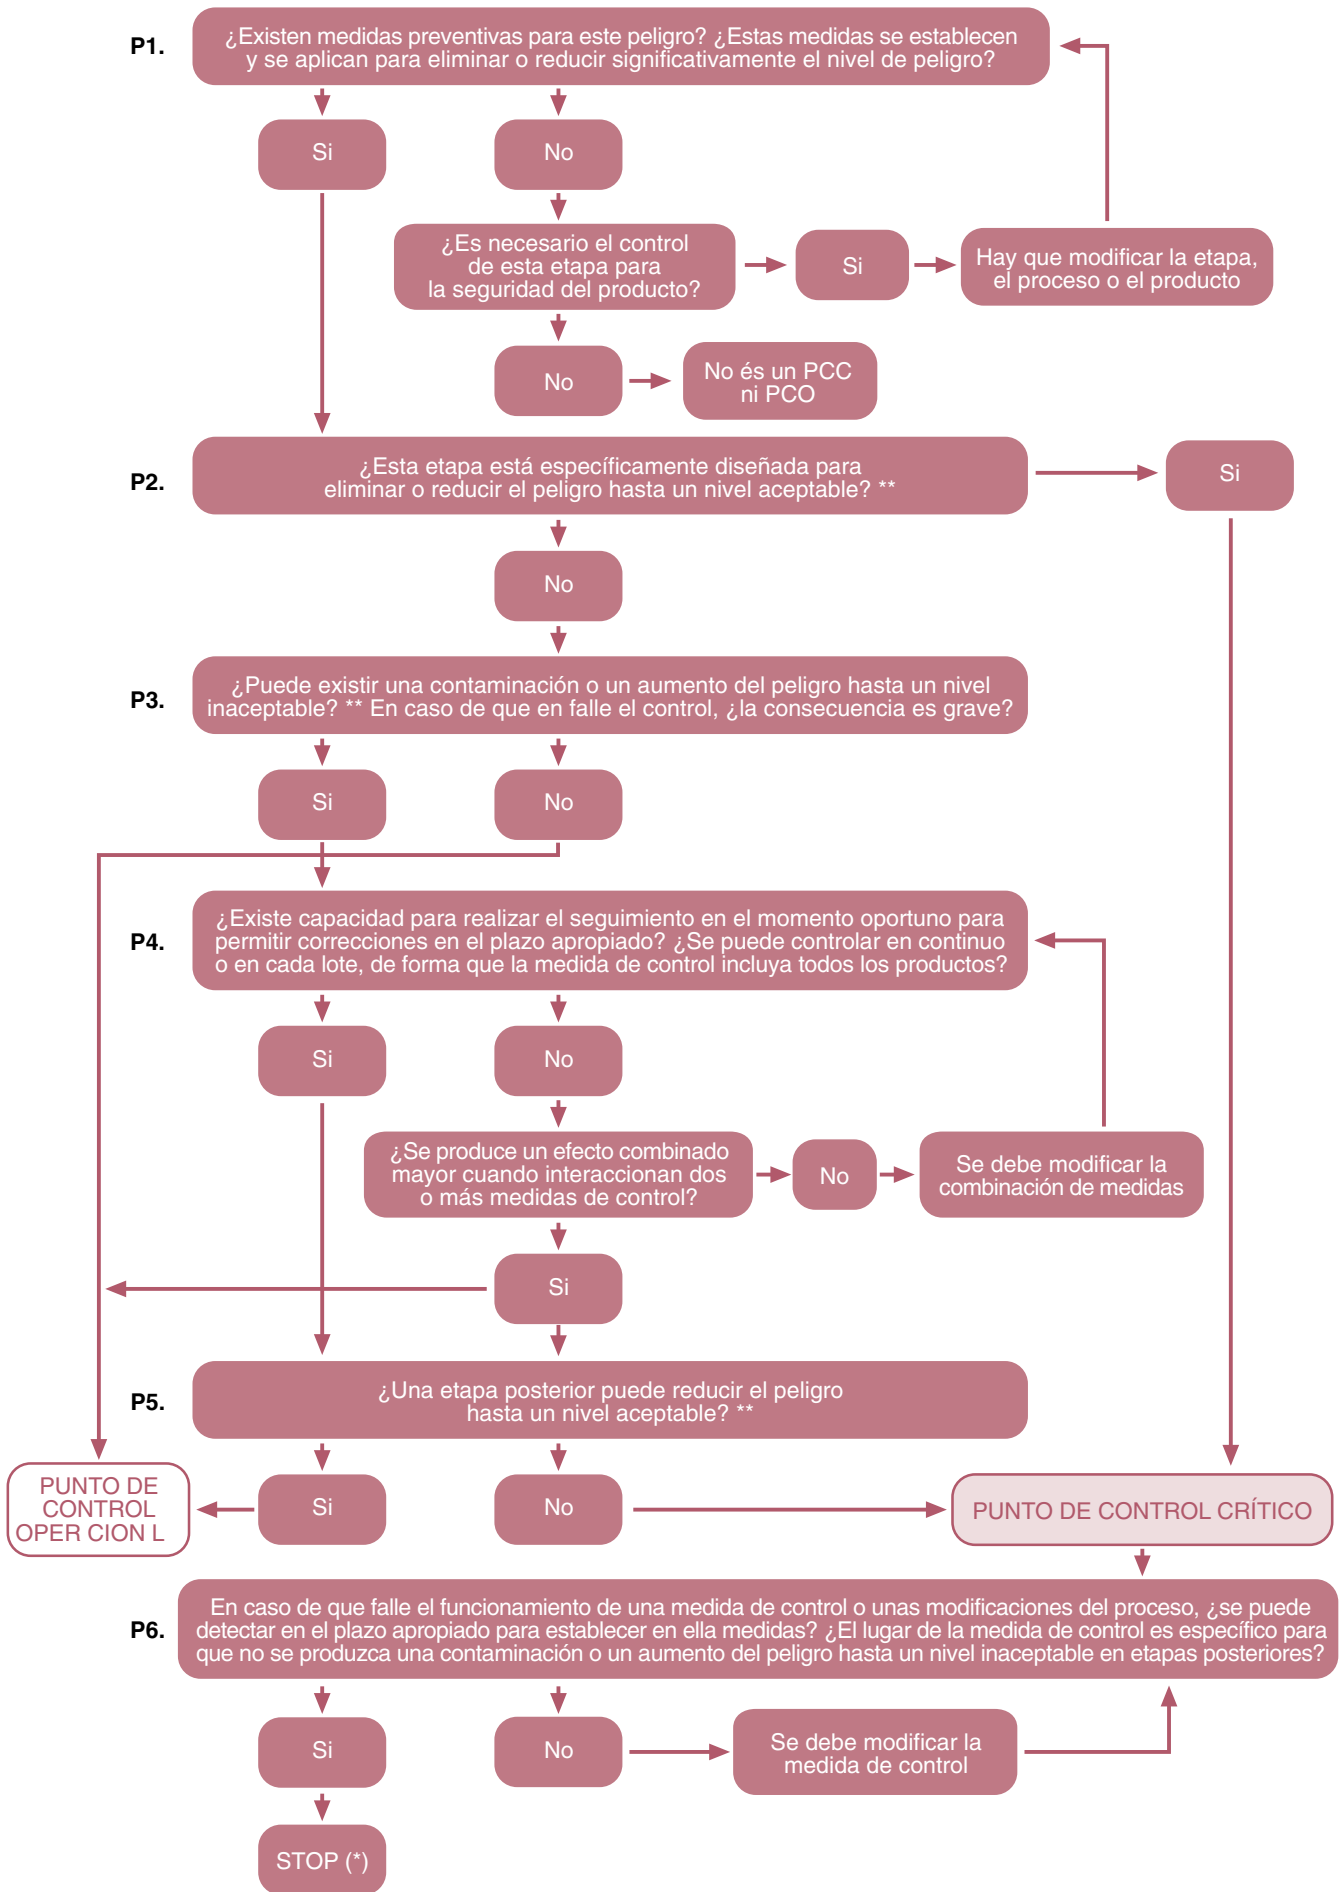 P1.
¿Existen medidas preventivas para este peligro? ¿Estas medidas se establecen
y se aplican para eliminar o reducir significativamente el nivel de peligro?
Si
No
¿Es necesario el control
de esta etapa para
la seguridad del producto?
Si
Hay que modificar la etapa,
el proceso o el producto
No
No és un PCC
ni PCO
P2.
¿Esta etapa está específicamente diseñada para
eliminar o reducir el peligro hasta un nivel aceptable? **
Si
No
P3.
¿Puede existir una contaminación o un aumento del peligro hasta un nivel
inaceptable? ** En caso de que en falle el control, ¿la consecuencia es grave?
Si
No
P4.
¿Existe capacidad para realizar el seguimiento en el momento oportuno para
permitir correcciones en el plazo apropiado? ¿Se puede controlar en continuo
o en cada lote, de forma que la medida de control incluya todos los productos?
Si
No
¿Se produce un efecto combinado
mayor cuando interaccionan dos
o más medidas de control?
No
Se debe modificar la
combinación de medidas
Si
P5.
¿Una etapa posterior puede reducir el peligro
hasta un nivel aceptable? **
PUNTO DE
CONTROL
OPER CION L
Si
No
PUNTO DE CONTROL CRÍTICO
P6.
En caso de que falle el funcionamiento de una medida de control o unas modificaciones del proceso, ¿se puede
detectar en el plazo apropiado para establecer en ella medidas? ¿El lugar de la medida de control es específico para
que no se produzca una contaminación o un aumento del peligro hasta un nivel inaceptable en etapas posteriores?
Si
No
Se debe modificar la
medida de control
STOP (*)